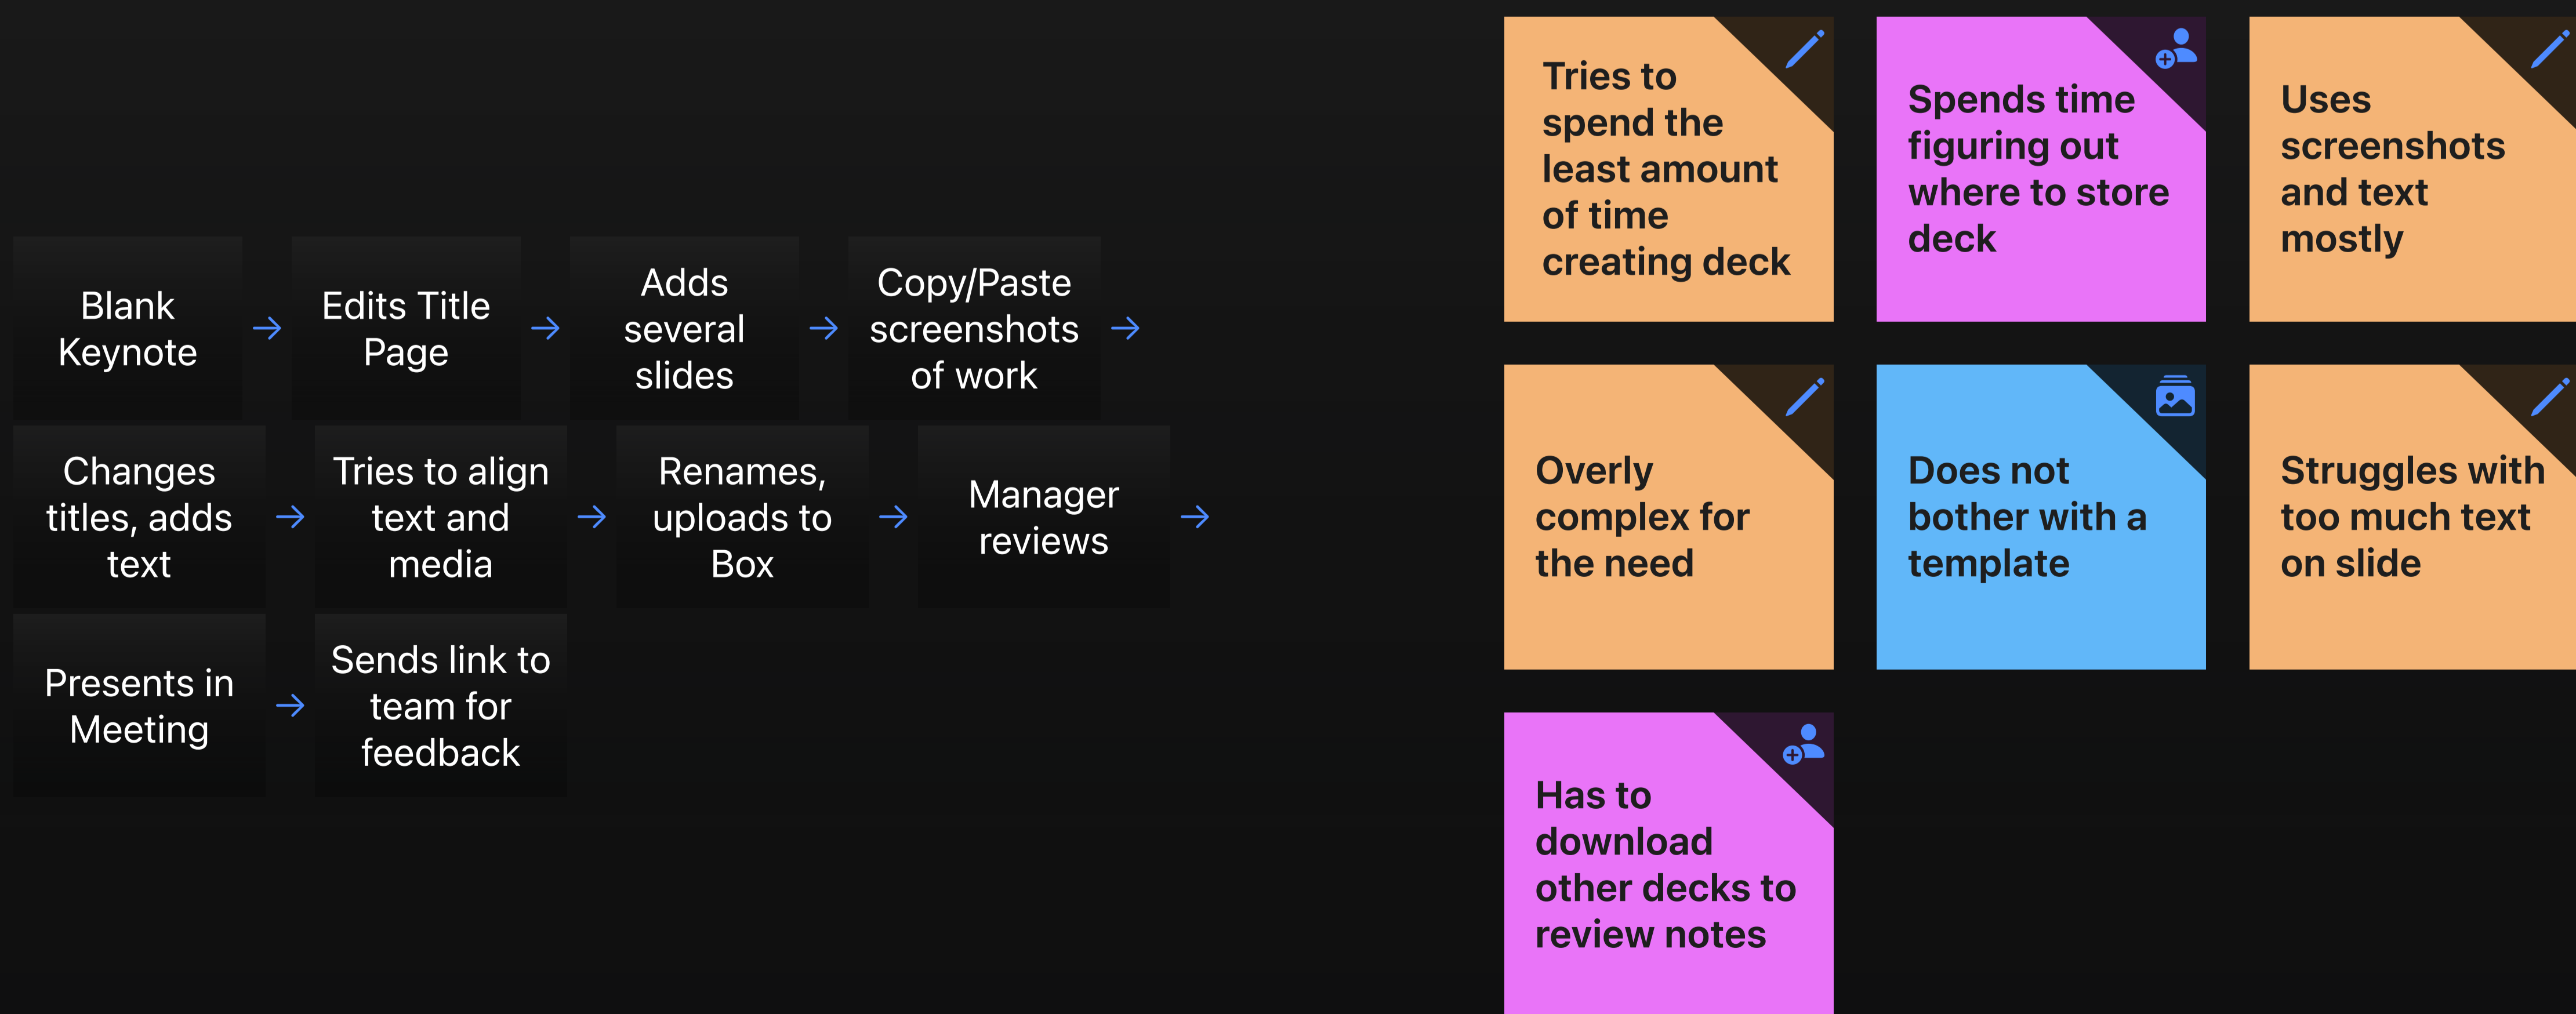 Blank
Keynote
Edits Title
Page
Adds
several
slides
Copy/Paste
screenshots
of work
Changes
titles, adds
text
Tries to align
text and
media
Renames,
uploads to
Box
Manager
reviews
Presents in
Meeting
Sends link to
team for
feedback
Tries to
spend the
least amount
of time
creating deck
Spends time
figuring out
where to store
deck
Uses
screenshots
and text
mostly
Overly
complex for
the need
Does not
bother with a
template
Struggles with
too much text
on slide
Has to
download
other decks to
review notes